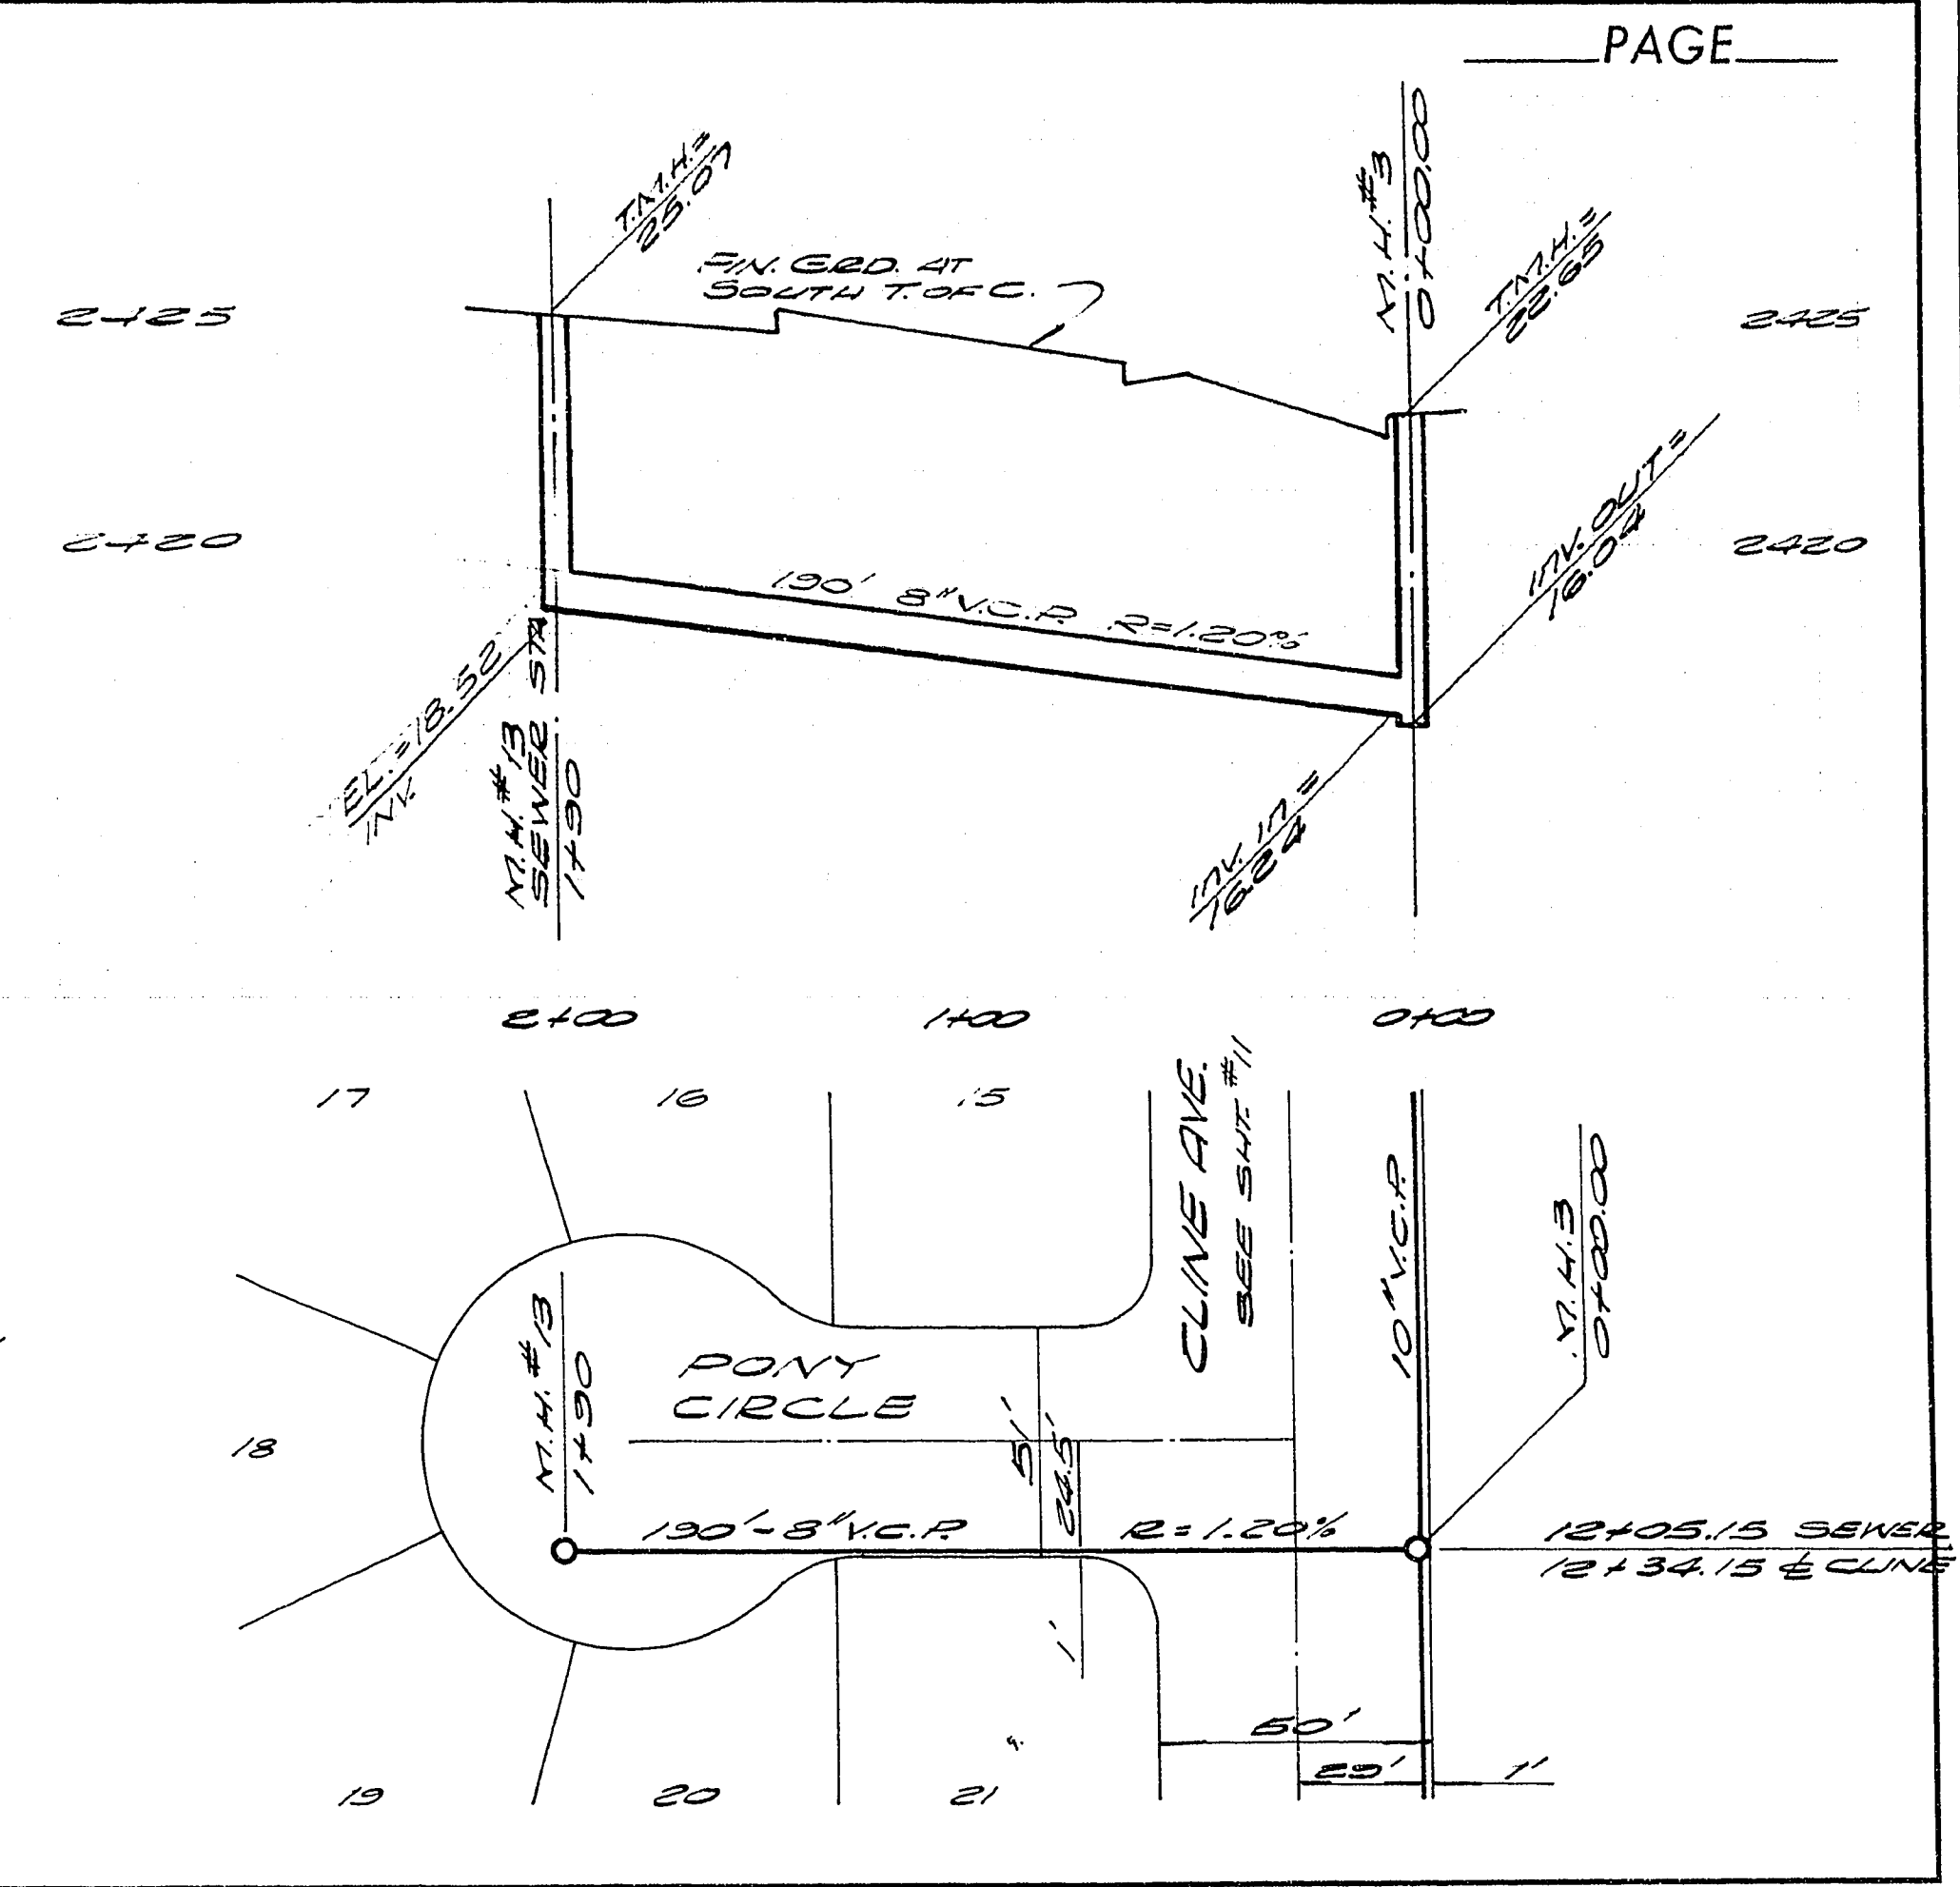 PAGE
T.M.H.=
25.07
M.H.#3
0+00.00
FIN. GRD. AT
SOUTH T. OF C.
T.M.H.=
22.65
2425
2425
INV. OUT=
16.04
2420
2420
190' 8" V.C.P. R=1.20%
EL.=18.52
INV.
M.H.#13
SEWER STA.
1+90
INV. IN=
16.24
2+00
1+00
0+00
17
16
15
CLINE AVE.
SEE SHT. #11
10" V.C.P.
M.H.3
0+00.00
M.H.#13
1+90
PONY
CIRCLE
18
51'
24.5'
190'-8" V.C.P. R=1.20%
12+05.15 SEWER
12+34.15 ℄ CLINE
1'
60'
29' 1'
19
20
21